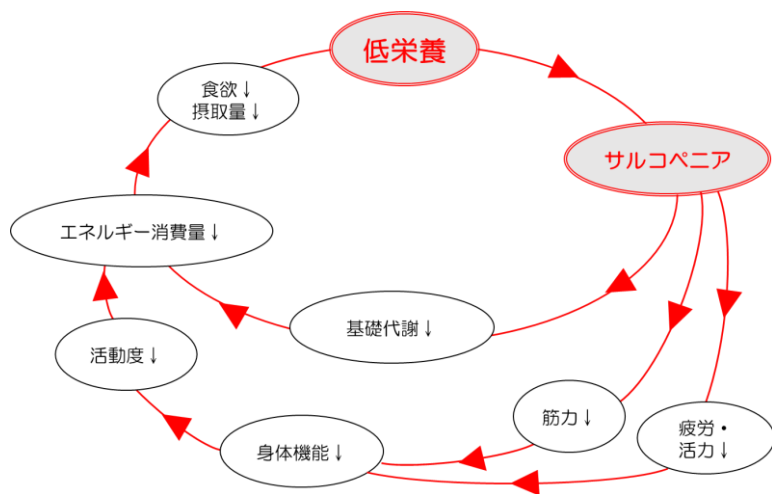 低栄養
食欲↓
摂取量↓
サルコペニア
エネルギー消費量↓
基礎代謝↓
活動度↓
筋力↓
疲労・
活力↓
身体機能↓